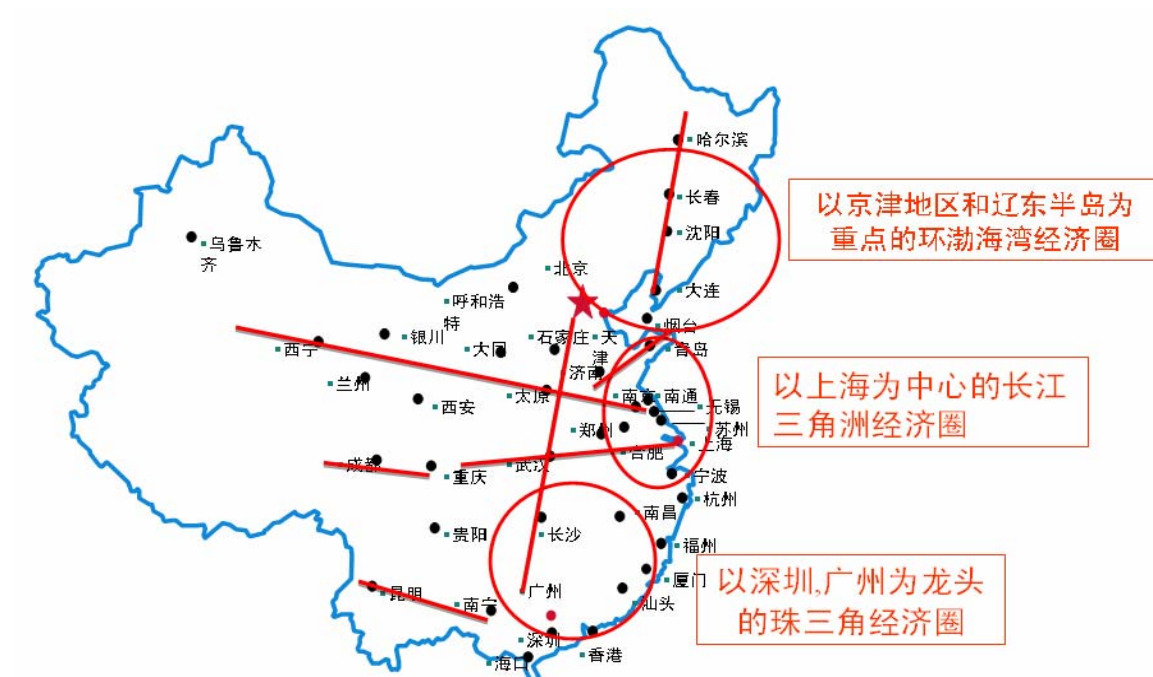 哈尔滨
长春
以京津地区和辽东半岛为
重点的环渤海湾经济圈
沈阳
乌鲁木
齐
北京
大连
呼和浩
特
烟台
银川
大同
石家庄
天
津
青岛
西宁
济南
兰州
以上海为中心的长江
三角洲经济圈
西安
太原
南京
南通
无锡
郑州
苏州
上海
合肥
成都
武汉
重庆
宁波
杭州
南昌
贵阳
长沙
福州
以深圳,广州为龙头
的珠三角经济圈
厦门
昆明
广州
南宁
汕头
深圳
香港
海口